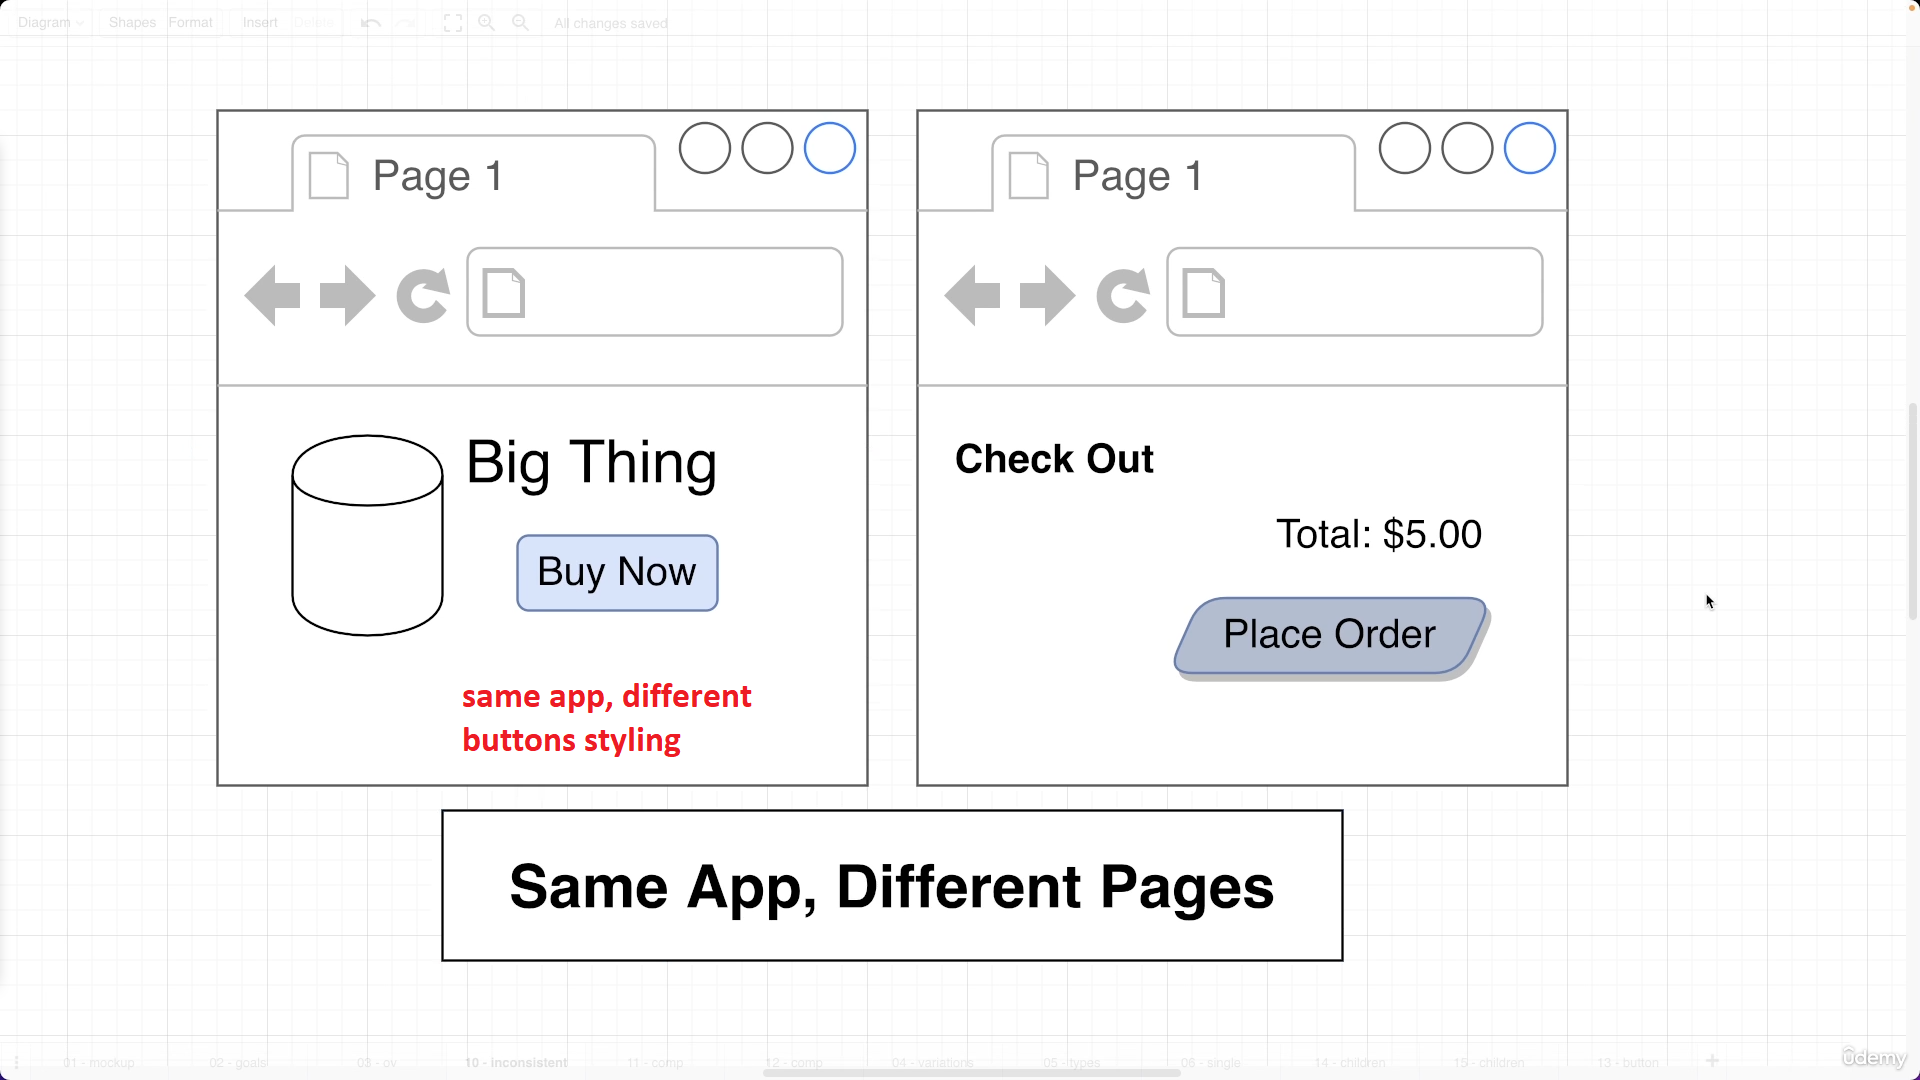 Diagram Shapes Format Insert Delete All changes saved
Page 1
Page 1
Big Thing
Buy Now
same app, different
buttons styling
Check Out
Total: $5.00
Place Order
Same App, Different Pages
01 - mockup 02 - goals 03 - ov 10 - inconsistent 11 - comp 12 - comp 04 - variations 05 - types 06 - single 14 - children 15 - children 13 - button
ûdemy